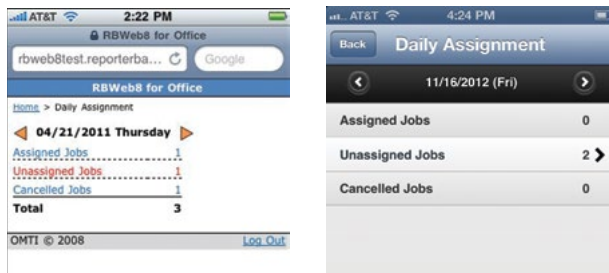 AT&T 2:22 PM
RBWeb8 for Office
rbweb8test.reporterba... Google
RBWeb8 for Office
Home > Daily Assignment
04/21/2011 Thursday
Assigned Jobs 1
Unassigned Jobs 1
Cancelled Jobs 1
Total 3
OMTI © 2008 Log Out
AT&T 4:24 PM
Back Daily Assignment
11/16/2012 (Fri)
Assigned Jobs 0
Unassigned Jobs 2
Cancelled Jobs 0